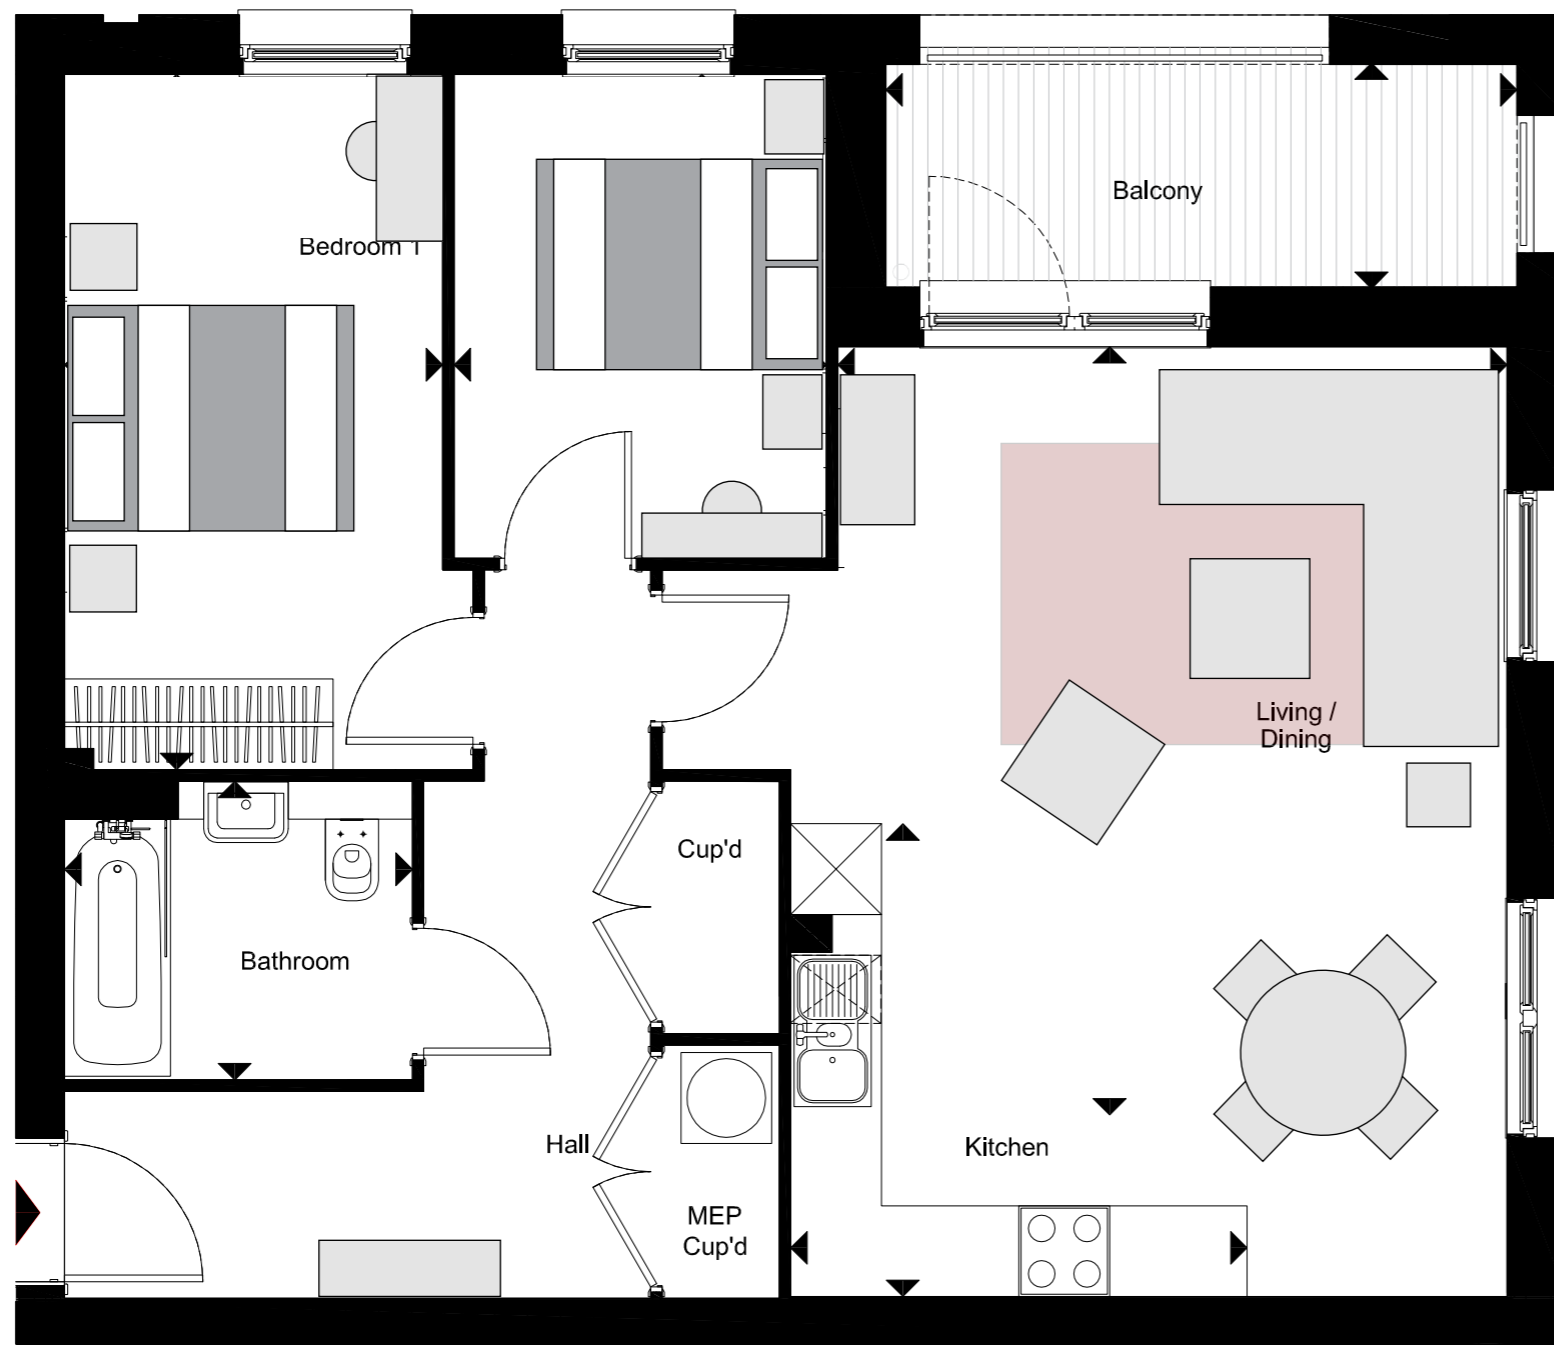 Balcony
Bedroom 1
Living /
Dining
Cup'd
Bathroom
Hall
Kitchen
MEP
Cup'd